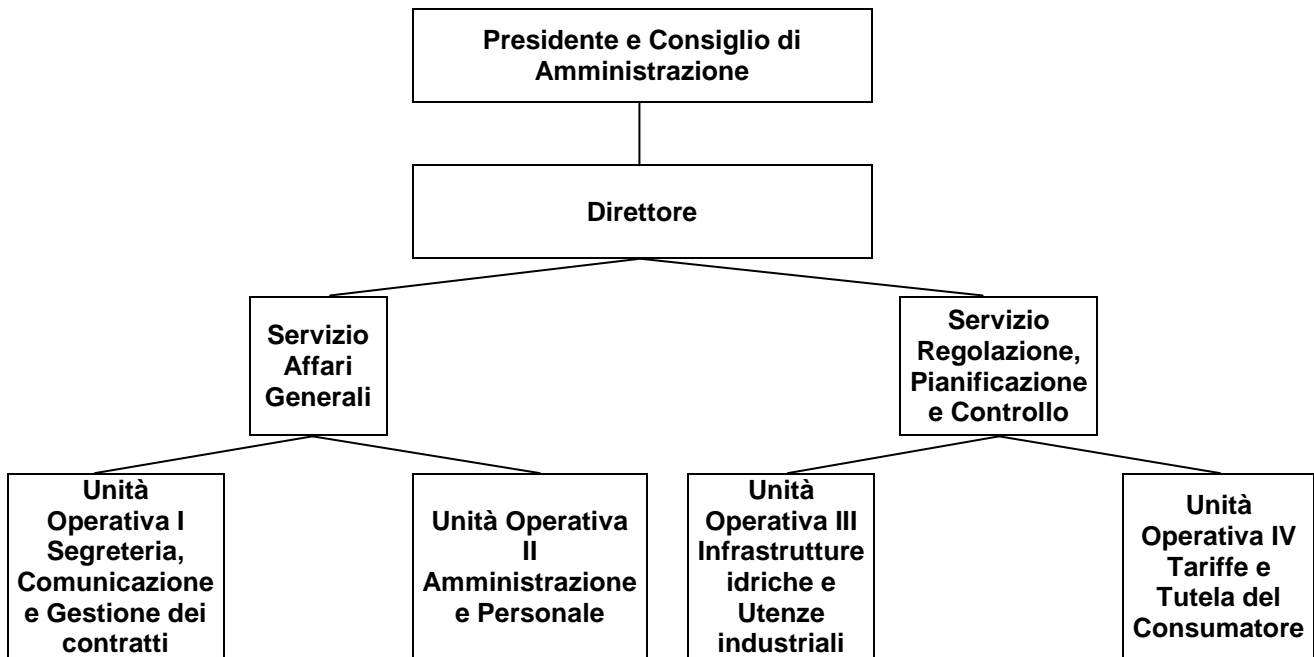 Presidente e Consiglio di
Amministrazione
Direttore
Servizio
Affari
Generali
Servizio
Regolazione,
Pianificazione
e Controllo
Unità
Operativa I
Segreteria,
Comunicazione
e Gestione dei
contratti
Unità Operativa
II
Amministrazione
e Personale
Unità
Operativa III
Infrastrutture
idriche e
Utenze
industriali
Unità
Operativa IV
Tariffe e
Tutela del
Consumatore